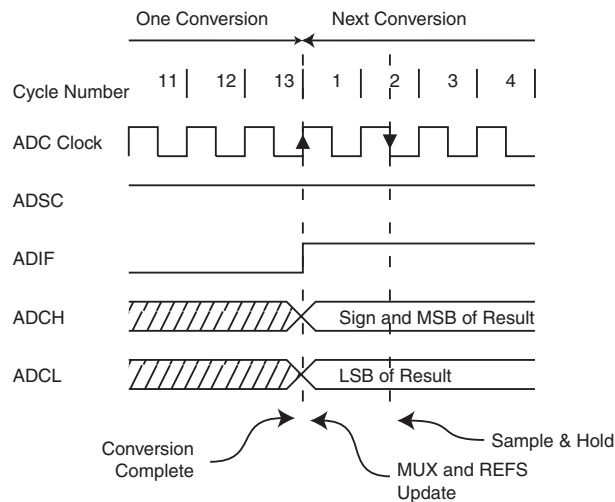 One Conversion Next Conversion
Cycle Number 11 12 13 1 2 3 4
ADC Clock
ADSC
ADIF
ADCH Sign and MSB of Result
ADCL LSB of Result
Conversion
Complete
MUX and REFS
Update
Sample & Hold